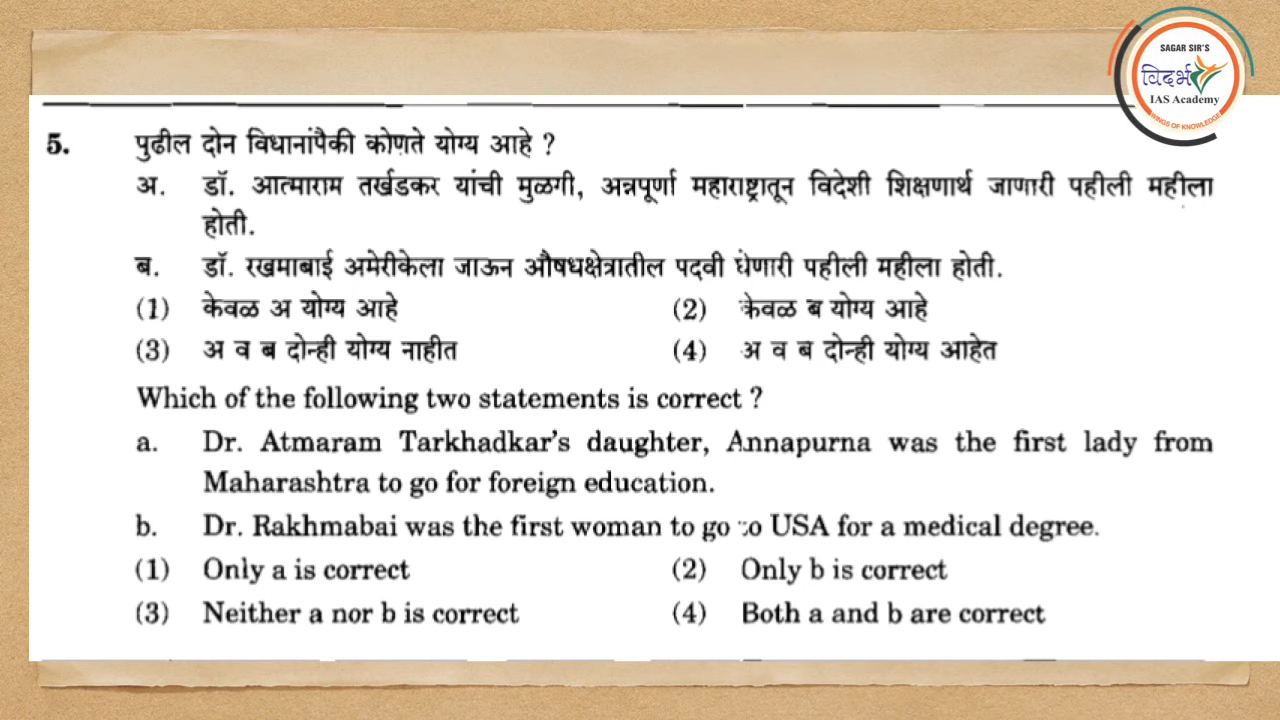 SAGAR SIR'S
विदर्भ
IAS Academy
WINGS OF KNOWLEDGE
5. पुढील दोन विधानांपैकी कोणते योग्य आहे ?
अ. डॉ. आत्माराम तर्खडकर यांची मुळगी, अन्नपूर्णा महाराष्ट्रातून विदेशी शिक्षणार्थ जाणारी पहीली महीला
होती.
ब. डॉ. रखमाबाई अमेरीकेला जाऊन औषधक्षेत्रातील पदवी घेणारी पहीली महीला होती.
(1) केवळ अ योग्य आहे (2) केवळ ब योग्य आहे
(3) अ व ब दोन्ही योग्य नाहीत (4) अ व ब दोन्ही योग्य आहेत
Which of the following two statements is correct ?
a. Dr. Atmaram Tarkhadkar's daughter, Annapurna was the first lady from
Maharashtra to go for foreign education.
b. Dr. Rakhmabai was the first woman to go to USA for a medical degree.
(1) Only a is correct (2) Only b is correct
(3) Neither a nor b is correct (4) Both a and b are correct